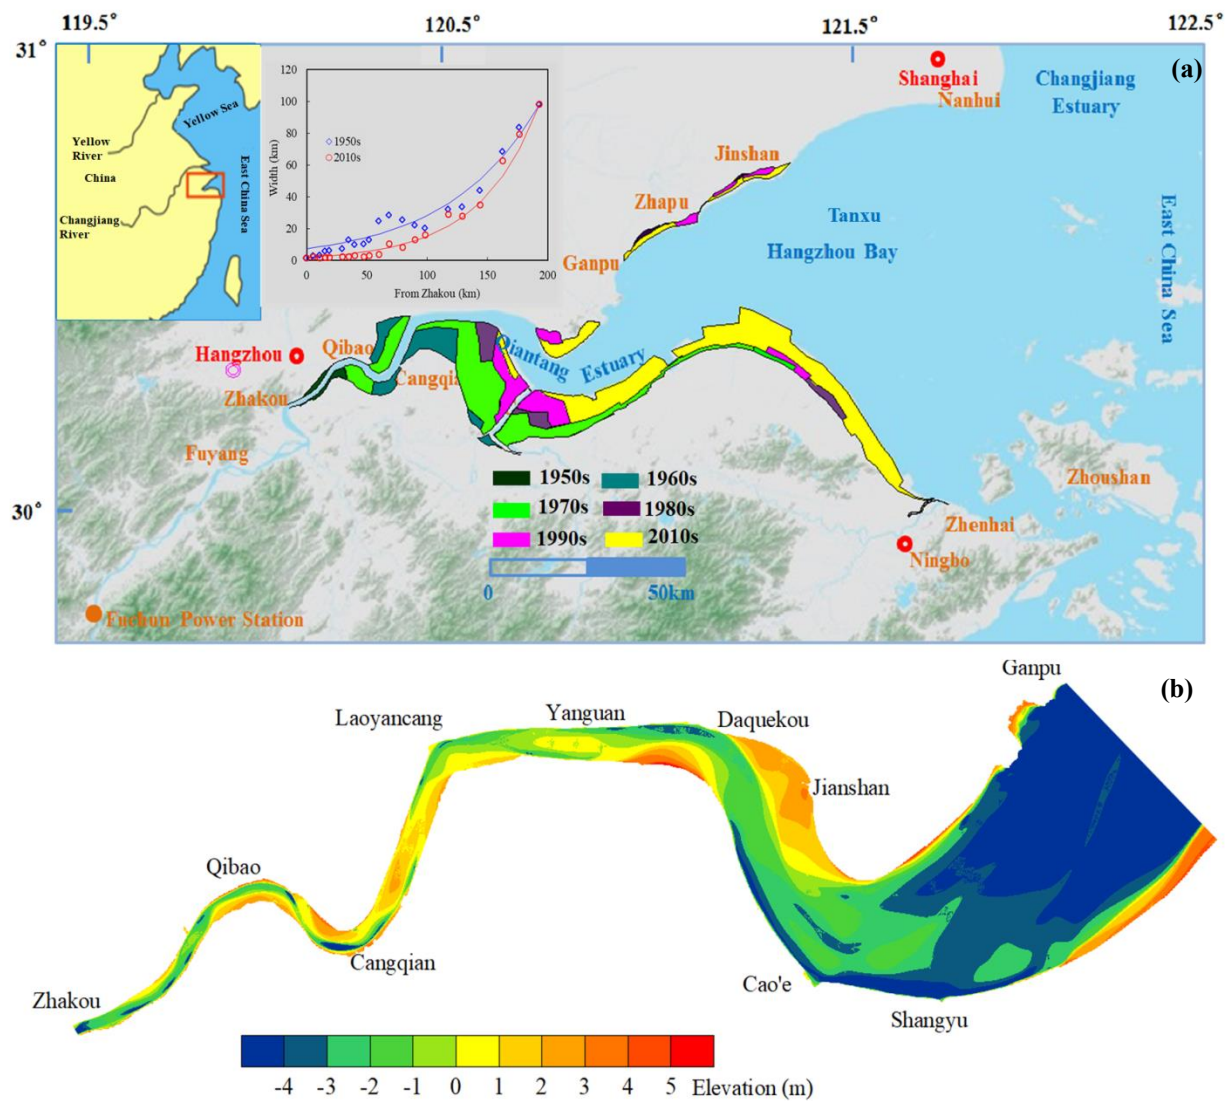 119.5°
120.5°
121.5°
122.5°
31°
30°
(a)
Yellow Sea
Yellow
River
China
East China Sea
Changjiang
River
120
100
80
60
40
20
0
Width (km)
1950s
2010s
0
50
100
150
200
From Zhakou (km)
Shanghai
Nanhui
Changjiang
Estuary
Jinshan
Zhapu
Ganpu
Tanxu
Hangzhou Bay
East China Sea
Hangzhou
Qibao
Zhakou
Cangqia
Qiantang Estuary
Fuyang
Zhoushan
Zhenhai
Ningbo
Fuchun Power Station
1950s
1960s
1970s
1980s
1990s
2010s
0
50km
(b)
Ganpu
Laoyancang
Yanguan
Daquekou
Jianshan
Qibao
Cangqian
Zhakou
Cao'e
Shangyu
-4 -3 -2 -1 0 1 2 3 4 5 Elevation (m)